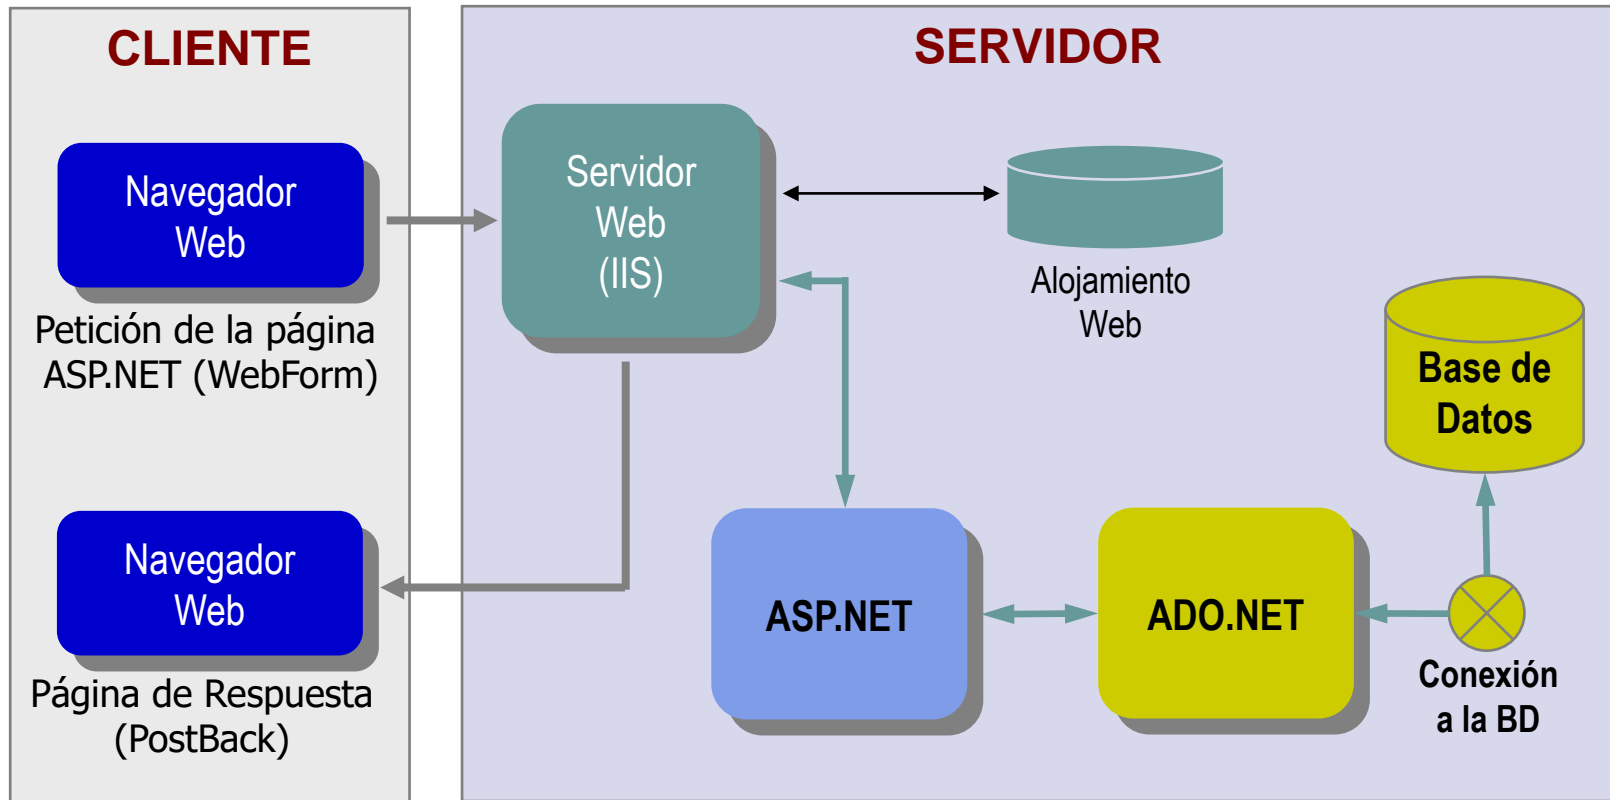 CLIENTE
Navegador
Web
Petición de la página
ASP.NET (WebForm)
Navegador
Web
Página de Respuesta
(PostBack)
SERVIDOR
Servidor
Web
(IIS)
Alojamiento
Web
Base de
Datos
ASP.NET
ADO.NET
Conexión
a la BD